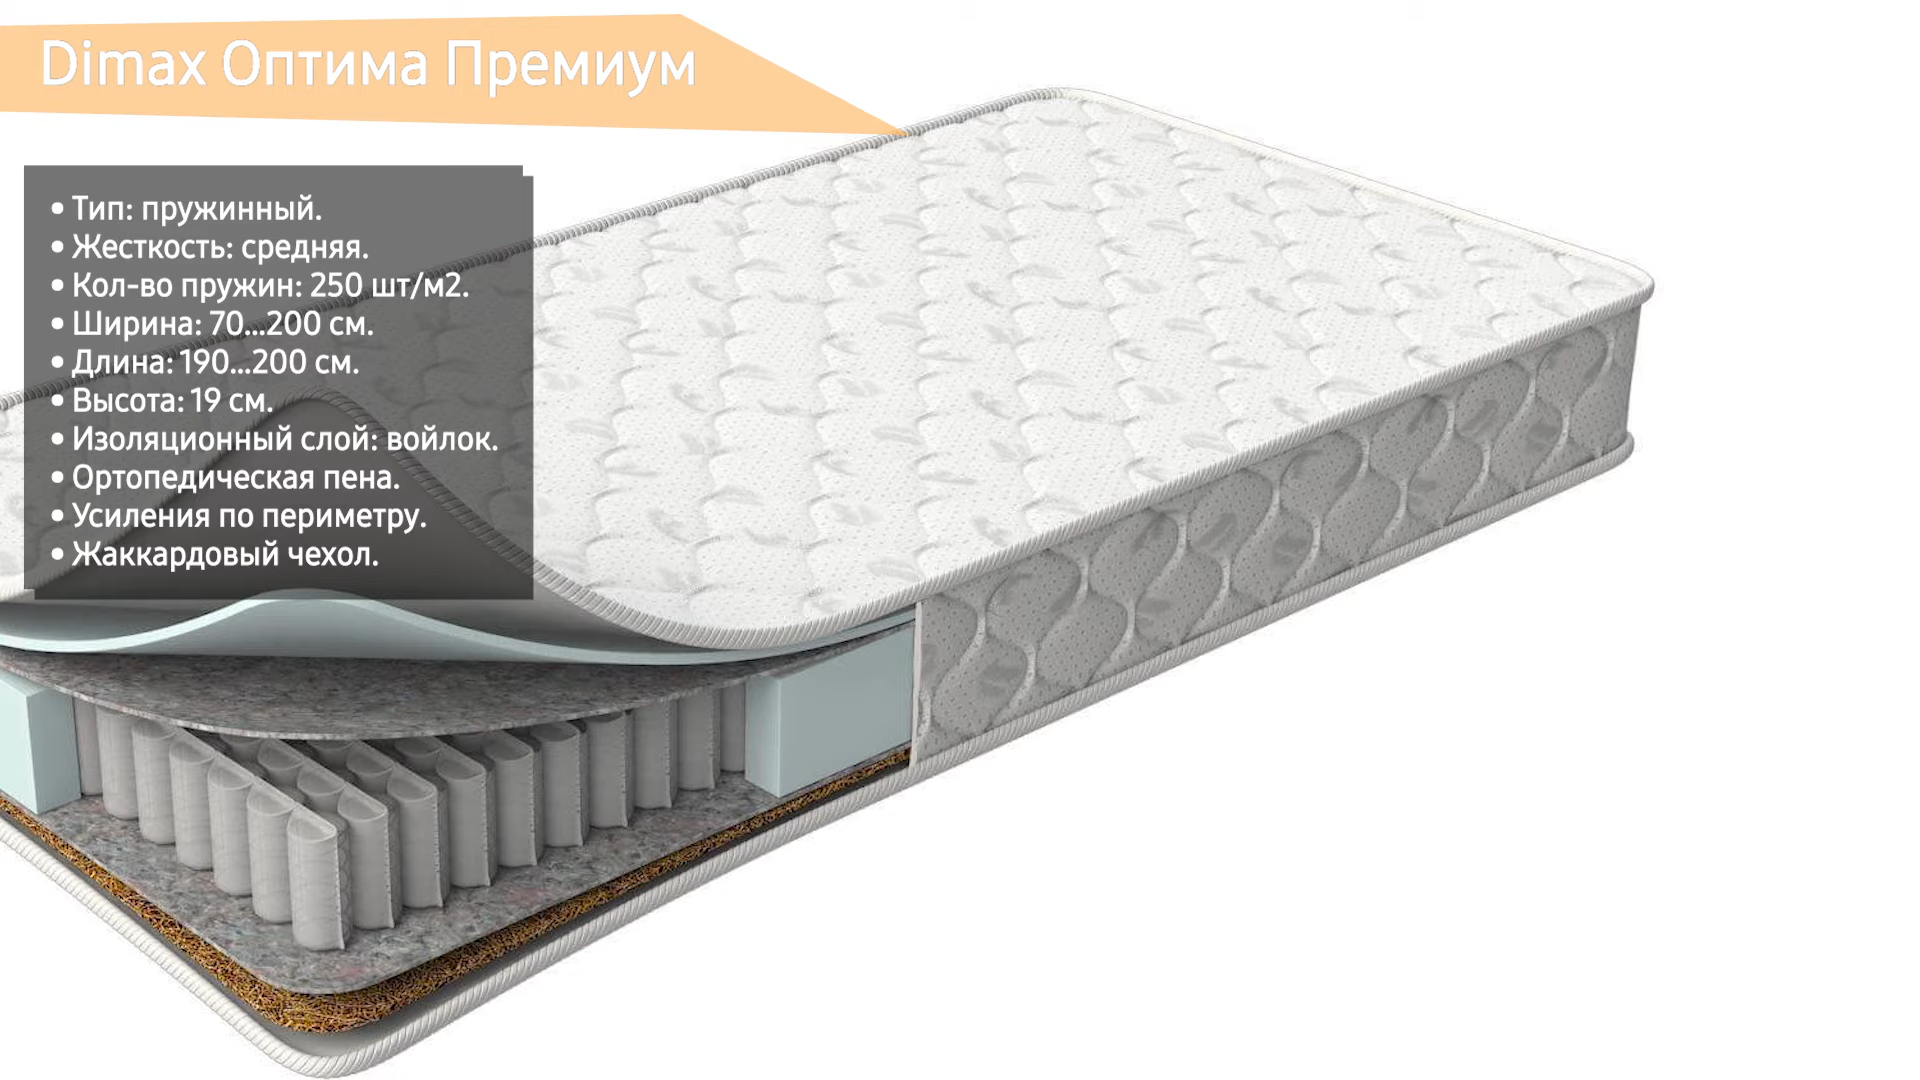 Dimax Оптима Премиум
• Тип: пружинный.
• Жесткость: средняя.
• Кол-во пружин: 250 шт/м2.
• Ширина: 70...200 см.
• Длина: 190...200 см.
• Высота: 19 см.
• Изоляционный слой: войлок.
• Ортопедическая пена.
• Усиления по периметру.
• Жаккардовый чехол.